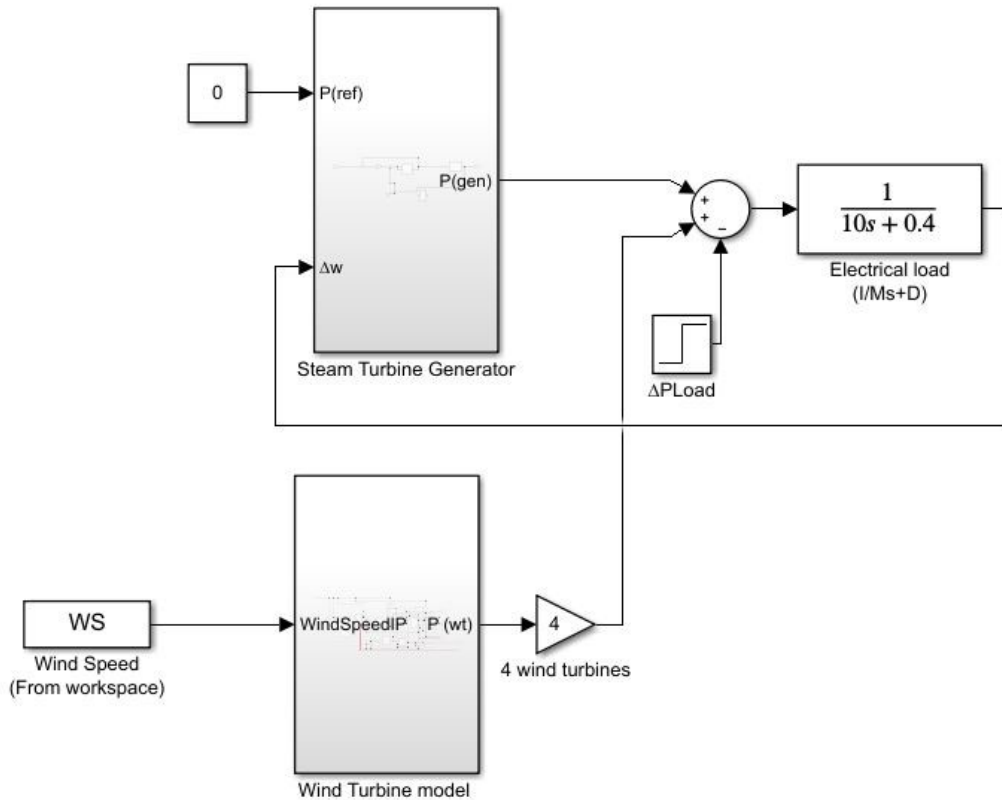 0
P(ref)
P(gen)
Δw
Steam Turbine Generator
+
+
−
1
10s + 0.4
Electrical load
(I/Ms+D)
ΔPLoad
WS
Wind Speed
(From workspace)
WindSpeedIP
P (wt)
Wind Turbine model
4
4 wind turbines